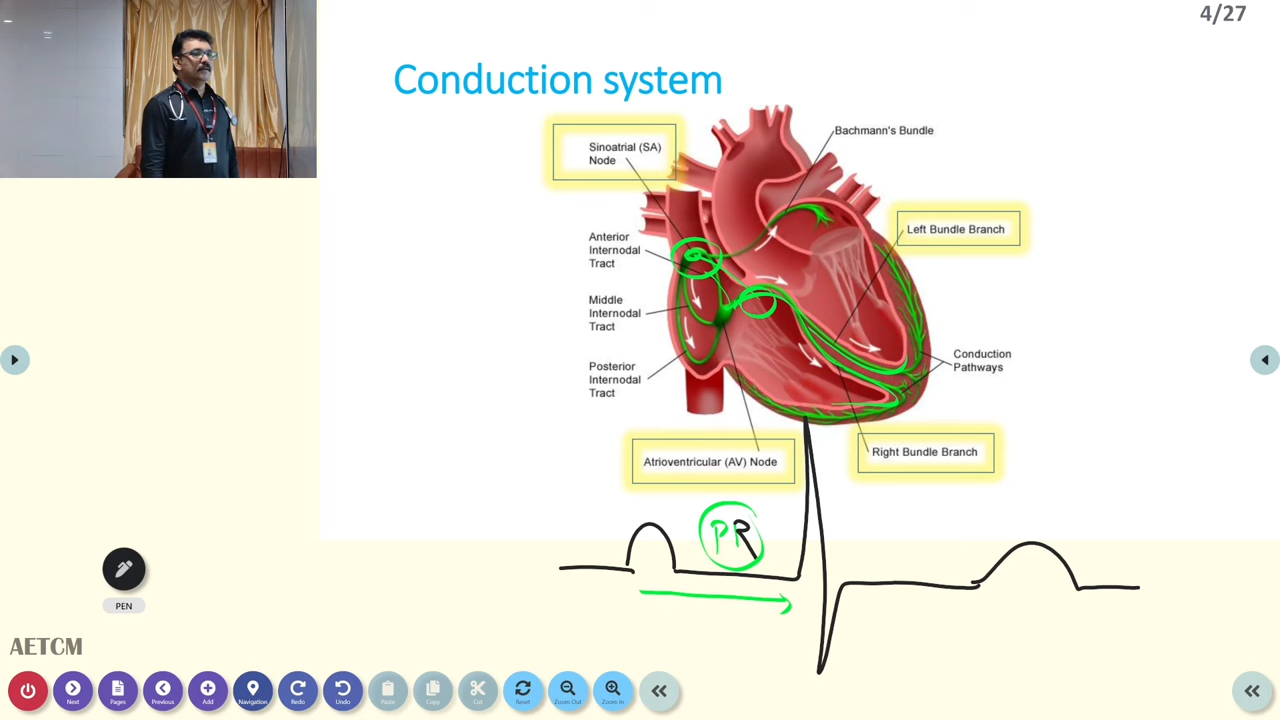 4/27
Conduction system
Sinoatrial (SA)
Node
Bachmann's Bundle
Left Bundle Branch
Anterior
Internodal
Tract
Middle
Internodal
Tract
Posterior
Internodal
Tract
Conduction
Pathways
Atrioventricular (AV) Node
Right Bundle Branch
PR
PEN
AETCM
Next
Pages
Previous
Add
Navigation
Redo
Undo
Paste
Copy
Cut
Reset
Zoom Out
Zoom In